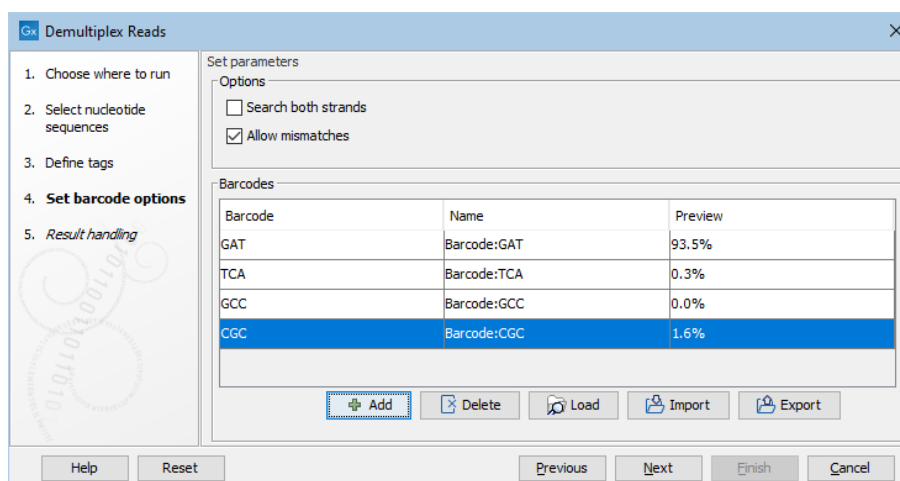 Gx Demultiplex Reads
1. Choose where to run
2. Select nucleotide
sequences
3. Define tags
4. Set barcode options
5. Result handling
Set parameters
Options
Search both strands
Allow mismatches
Barcodes
Barcode Name Preview
GAT Barcode:GAT 93.5%
TCA Barcode:TCA 0.3%
GCC Barcode:GCC 0.0%
CGC Barcode:CGC 1.6%
Add Delete Load Import Export
Help Reset Previous Next Finish Cancel